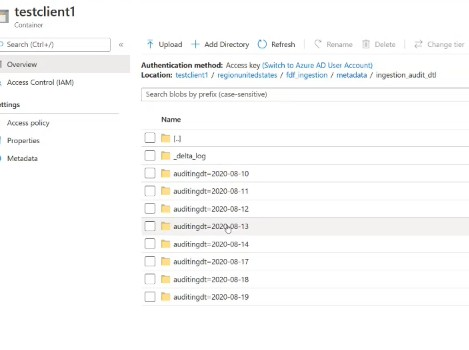 testclient1
Container
Search (Ctrl+/)
«
Upload
Add Directory
Refresh
Rename
Delete
Change tier
Overview
Access Control (IAM)
ettings
Access policy
Properties
Metadata
Authentication method: Access key (Switch to Azure AD User Account)
Location: testclient1 / regionunitedstates / fdf_ingestion / metadata / ingestion_audit_dtl
Search blobs by prefix (case-sensitive)
Name
[..]
_delta_log
auditingdt=2020-08-10
auditingdt=2020-08-11
auditingdt=2020-08-12
auditingdt=2020-08-13
auditingdt=2020-08-14
auditingdt=2020-08-17
auditingdt=2020-08-18
auditingdt=2020-08-19